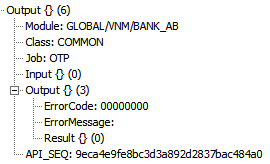 Output {} (6)
Module: GLOBAL/VNM/BANK_AB
Class: COMMON
Job: OTP
Input {} (0)
Output {} (3)
ErrorCode: 00000000
ErrorMessage:
Result {} (0)
API_SEQ: 9eca4e9fe8bc3d3a892d2837bac484a0